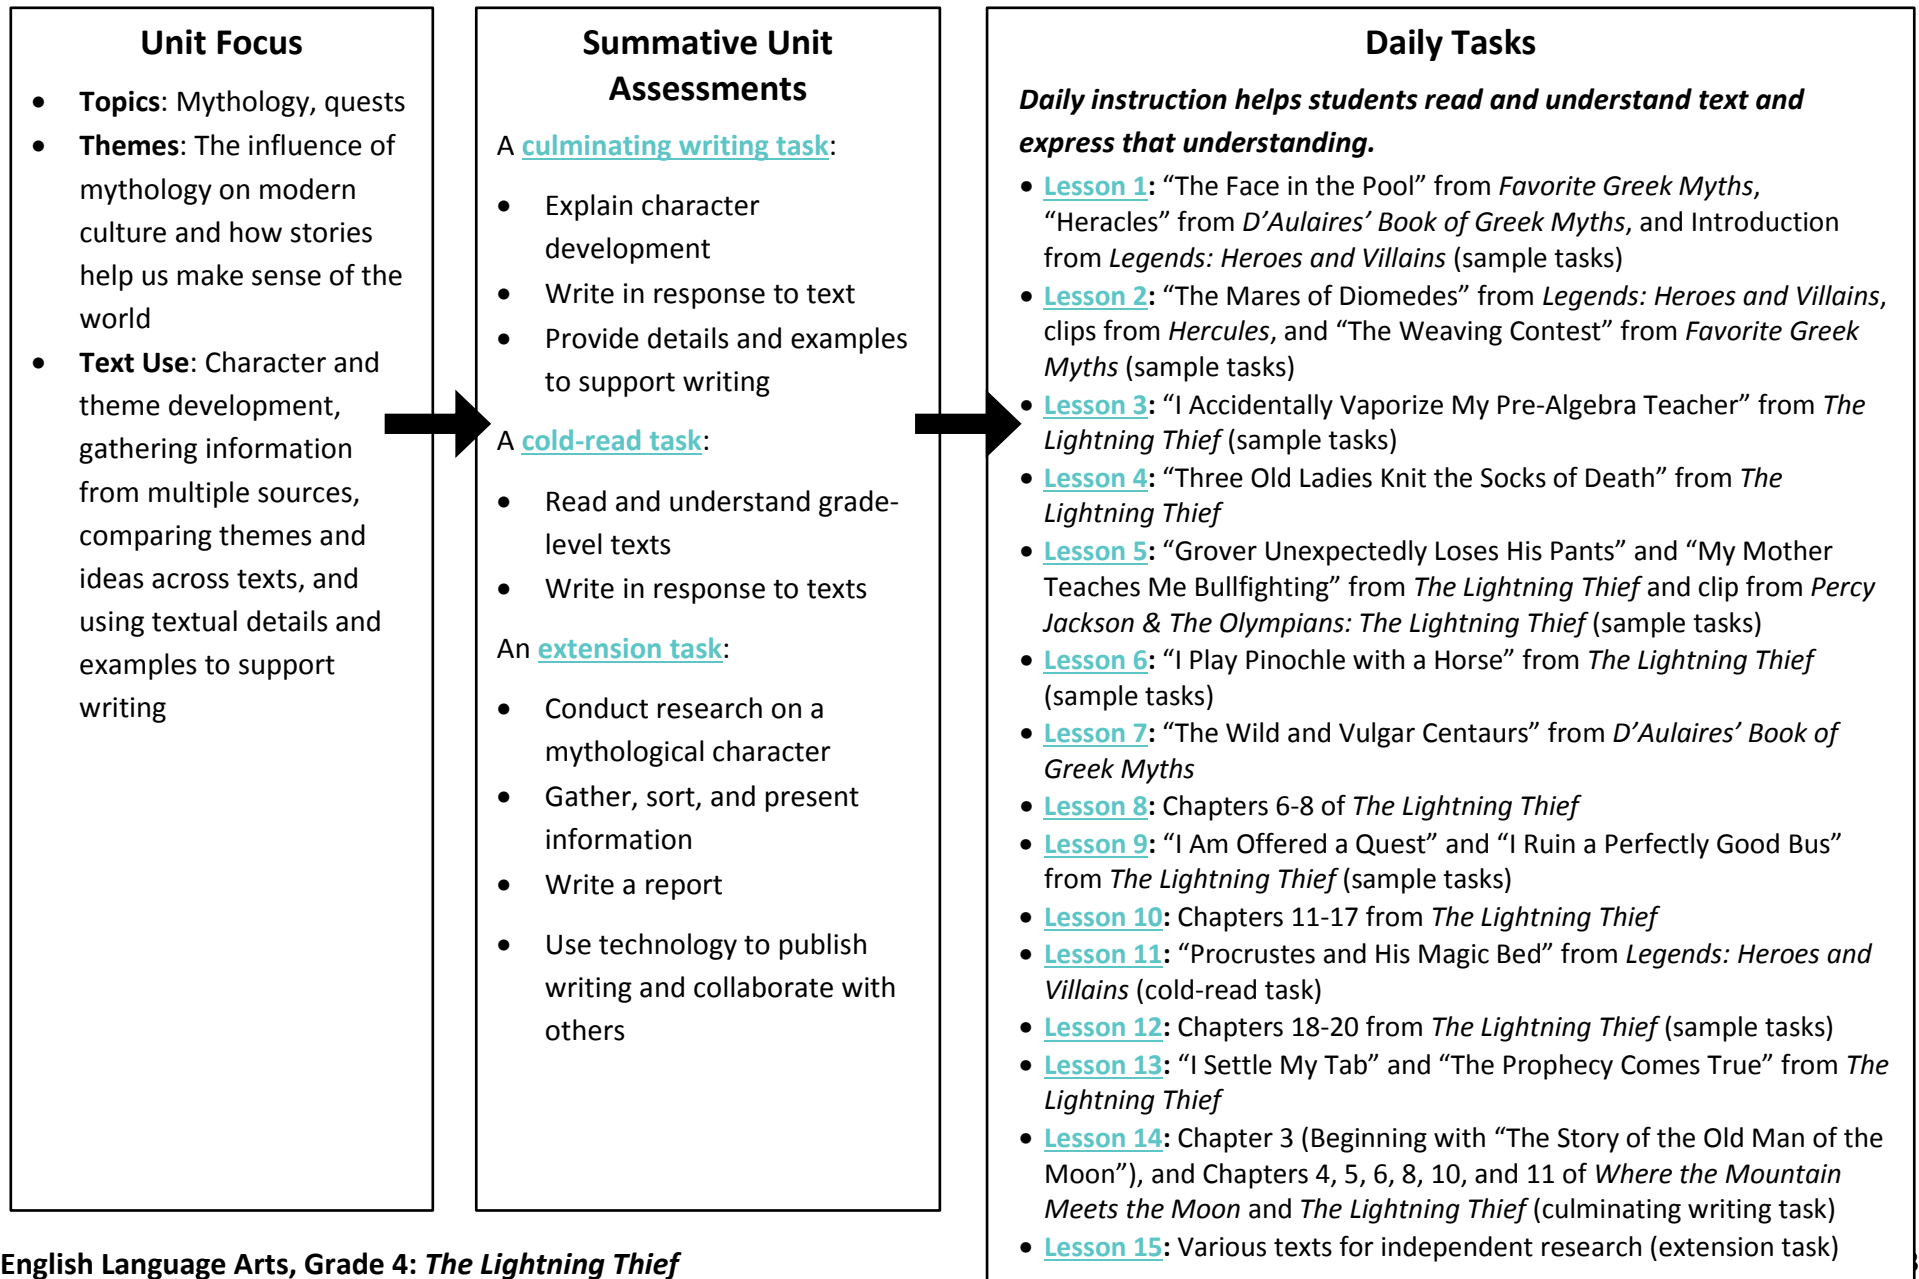 Unit Focus
• Topics: Mythology, quests
• Themes: The influence of
mythology on modern
culture and how stories
help us make sense of the
world
• Text Use: Character and
theme development,
gathering information
from multiple sources,
comparing themes and
ideas across texts, and
using textual details and
examples to support
writing
Summative Unit
Assessments
A culminating writing task:
• Explain character
development
• Write in response to text
• Provide details and examples
to support writing
A cold-read task:
• Read and understand grade-
level texts
• Write in response to texts
An extension task:
• Conduct research on a
mythological character
• Gather, sort, and present
information
• Write a report
• Use technology to publish
writing and collaborate with
others
Daily Tasks
Daily instruction helps students read and understand text and
express that understanding.
• Lesson 1: “The Face in the Pool” from Favorite Greek Myths,
“Heracles” from D’Aulaires’ Book of Greek Myths, and Introduction
from Legends: Heroes and Villains (sample tasks)
• Lesson 2: “The Mares of Diomedes” from Legends: Heroes and Villains,
clips from Hercules, and “The Weaving Contest” from Favorite Greek
Myths (sample tasks)
• Lesson 3: “I Accidentally Vaporize My Pre-Algebra Teacher” from The
Lightning Thief (sample tasks)
• Lesson 4: “Three Old Ladies Knit the Socks of Death” from The
Lightning Thief
• Lesson 5: “Grover Unexpectedly Loses His Pants” and “My Mother
Teaches Me Bullfighting” from The Lightning Thief and clip from Percy
Jackson & The Olympians: The Lightning Thief (sample tasks)
• Lesson 6: “I Play Pinochle with a Horse” from The Lightning Thief
(sample tasks)
• Lesson 7: “The Wild and Vulgar Centaurs” from D’Aulaires’ Book of
Greek Myths
• Lesson 8: Chapters 6-8 of The Lightning Thief
• Lesson 9: “I Am Offered a Quest” and “I Ruin a Perfectly Good Bus”
from The Lightning Thief (sample tasks)
• Lesson 10: Chapters 11-17 from The Lightning Thief
• Lesson 11: “Procrustes and His Magic Bed” from Legends: Heroes and
Villains (cold-read task)
• Lesson 12: Chapters 18-20 from The Lightning Thief (sample tasks)
• Lesson 13: “I Settle My Tab” and “The Prophecy Comes True” from The
Lightning Thief
• Lesson 14: Chapter 3 (Beginning with “The Story of the Old Man of the
Moon”), and Chapters 4, 5, 6, 8, 10, and 11 of Where the Mountain
Meets the Moon and The Lightning Thief (culminating writing task)
• Lesson 15: Various texts for independent research (extension task)
English Language Arts, Grade 4: The Lightning Thief